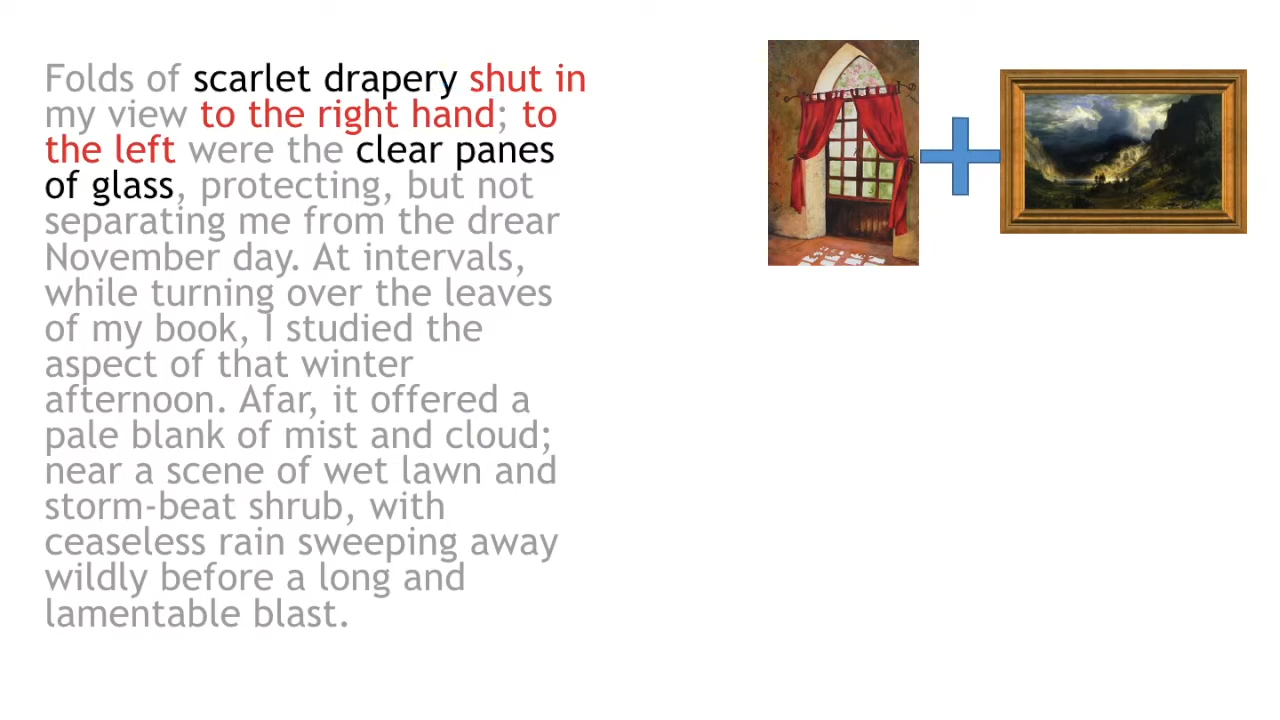 Folds of scarlet drapery shut in
my view to the right hand; to
the left were the clear panes
of glass, protecting, but not
separating me from the drear
November day. At intervals,
while turning over the leaves
of my book, I studied the
aspect of that winter
afternoon. Afar, it offered a
pale blank of mist and cloud;
near a scene of wet lawn and
storm-beat shrub, with
ceaseless rain sweeping away
wildly before a long and
lamentable blast.